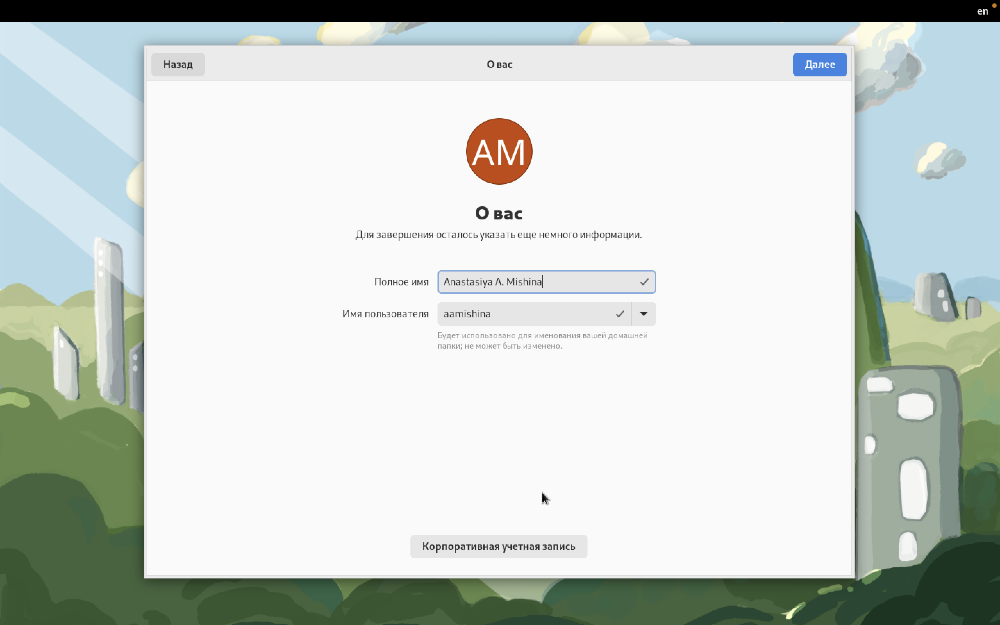 en
Назад
О вас
Далее
AM
О вас
Для завершения осталось указать еще немного информации.
Полное имя
Anastasiya A. Mishina
Имя пользователя
aamishina
Будет использовано для именования вашей домашней
папки; не может быть изменено.
Корпоративная учетная запись